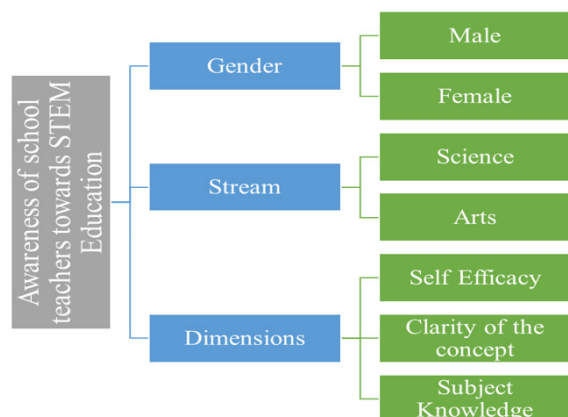 Awareness of school
teachers towards STEM
Education
Gender
Male
Female
Stream
Science
Arts
Dimensions
Self Efficacy
Clarity of the
concept
Subject
Knowledge